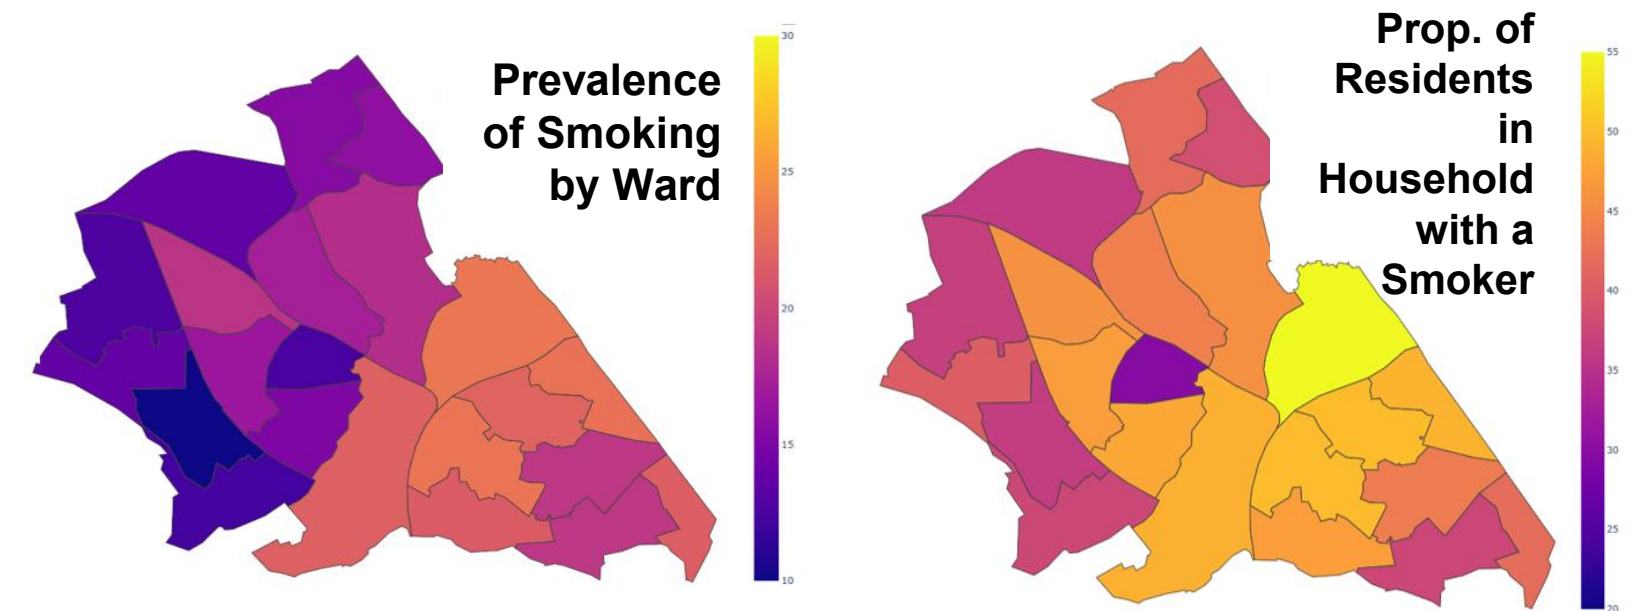 Prevalence
of Smoking
by Ward
30
25
20
15
10
Prop. of
Residents
in
Household
with a
Smoker
55
50
45
40
35
30
25
20